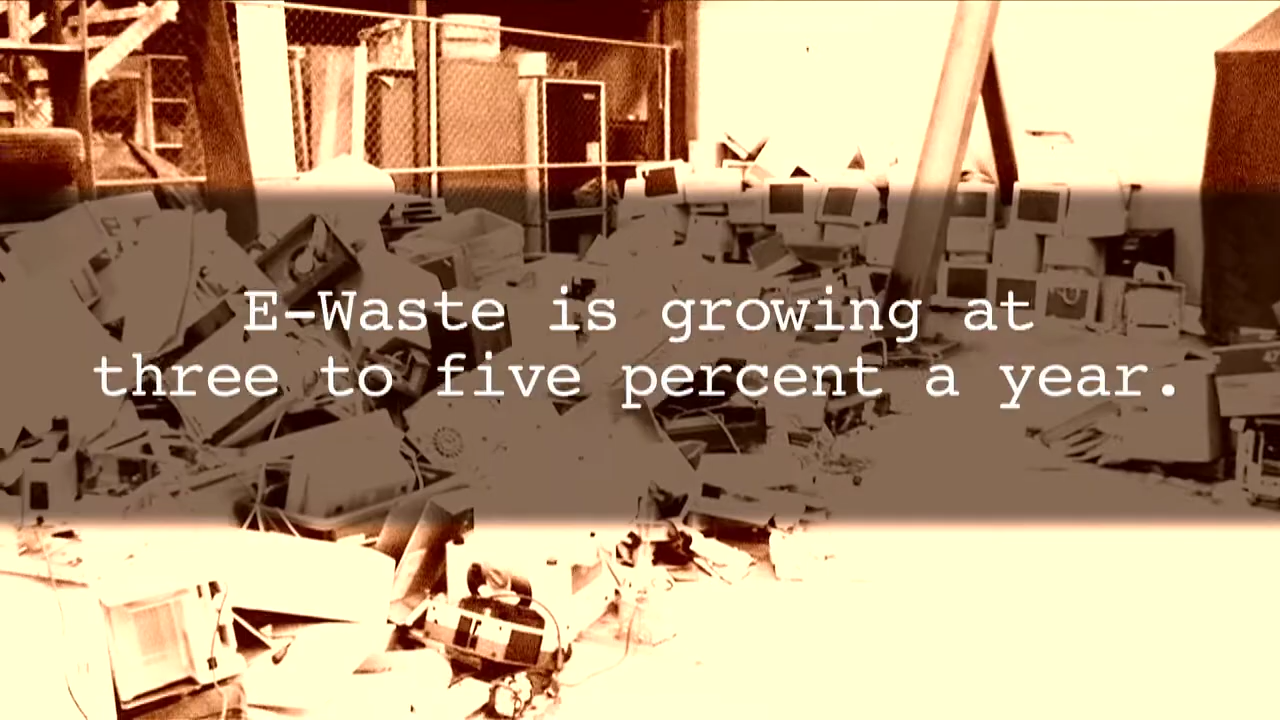 E-Waste is growing at
three to five percent a year.